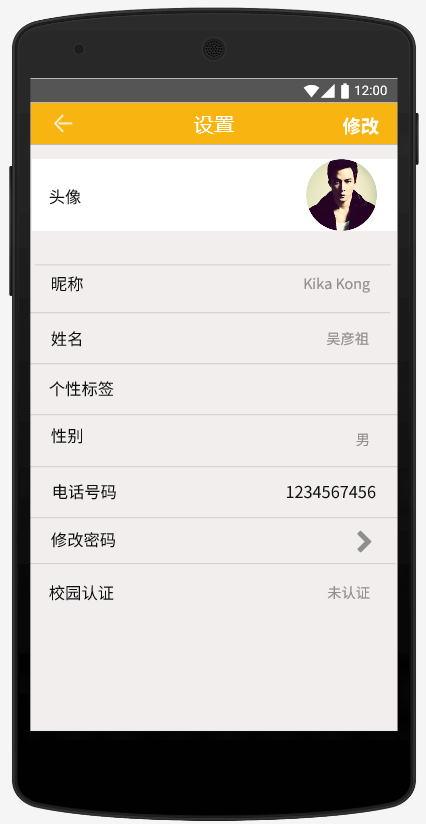 12:00
设置 修改
头像
昵称 Kika Kong
姓名 吴彦祖
个性标签
性别 男
电话号码 1234567456
修改密码
校园认证 未认证